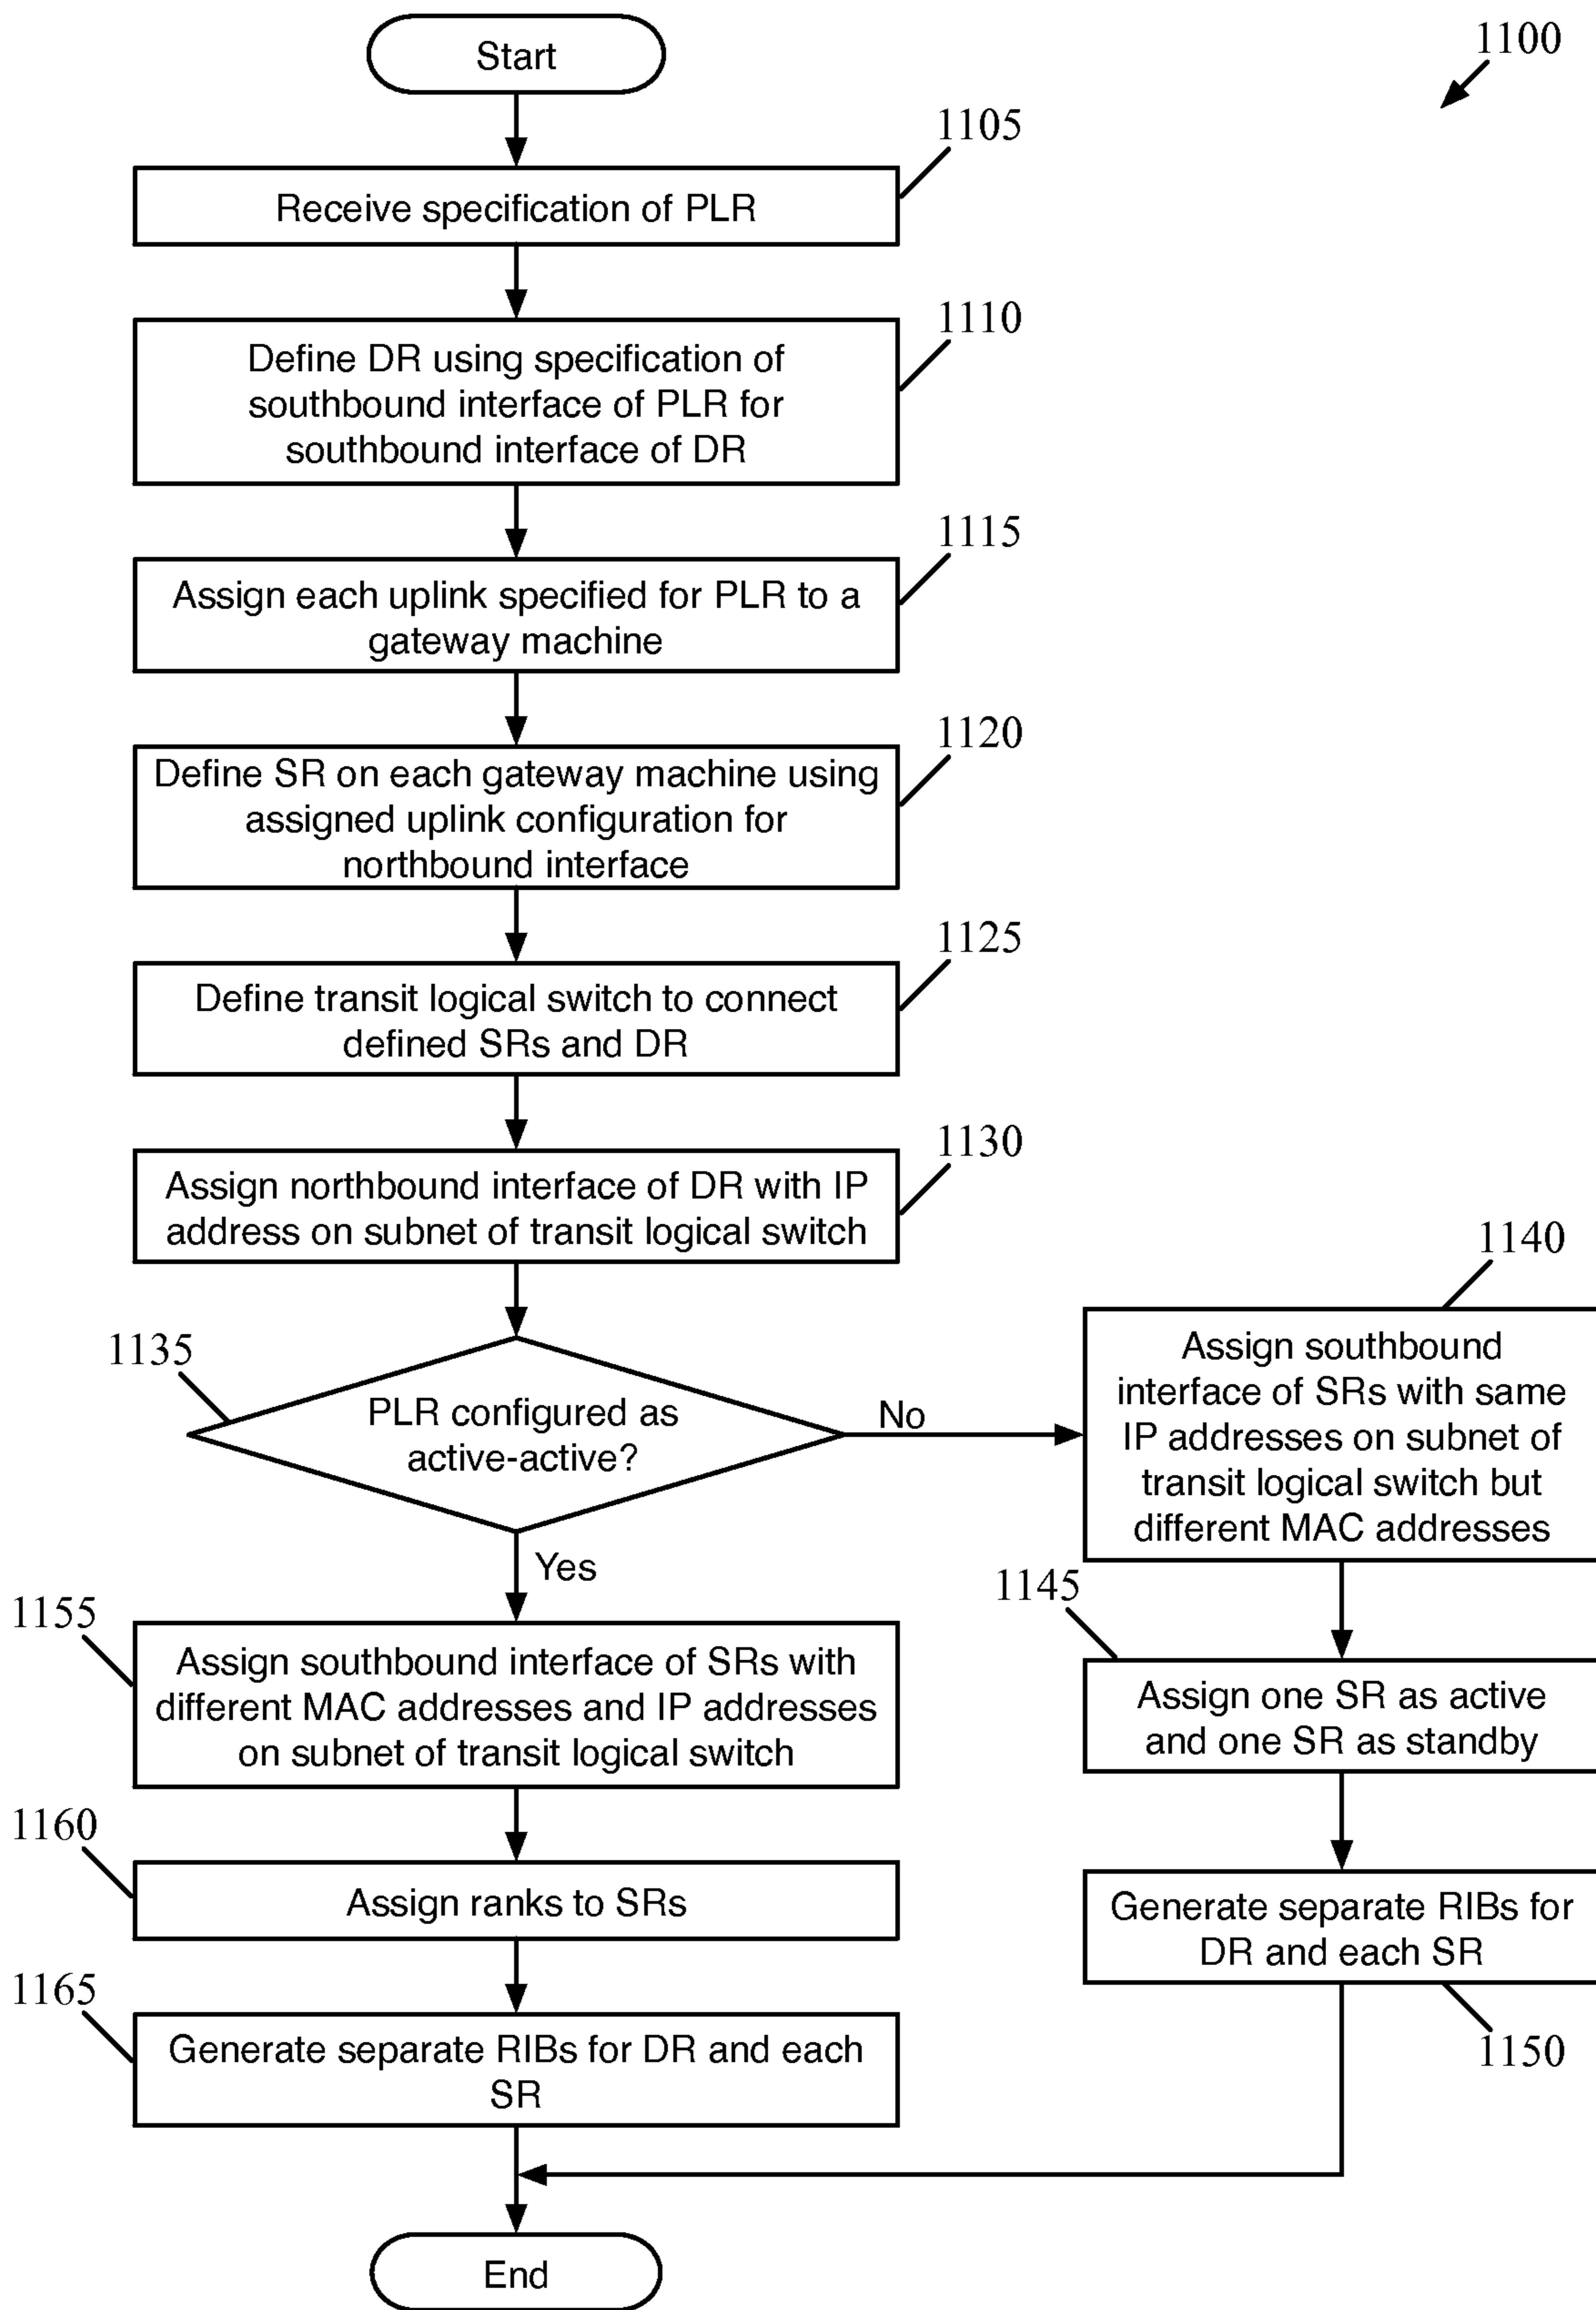 Start
1100
1105
Receive specification of PLR
1110
Define DR using specification of
southbound interface of PLR for
southbound interface of DR
1115
Assign each uplink specified for PLR to a
gateway machine
1120
Define SR on each gateway machine using
assigned uplink configuration for
northbound interface
1125
Define transit logical switch to connect
defined SRs and DR
1130
Assign northbound interface of DR with IP
address on subnet of transit logical switch
1135
PLR configured as
active-active?
No
Yes
1140
Assign southbound
interface of SRs with same
IP addresses on subnet of
transit logical switch but
different MAC addresses
1145
Assign one SR as active
and one SR as standby
Generate separate RIBs for
DR and each SR
1150
1155
Assign southbound interface of SRs with
different MAC addresses and IP addresses
on subnet of transit logical switch
1160
Assign ranks to SRs
1165
Generate separate RIBs for DR and each
SR
End